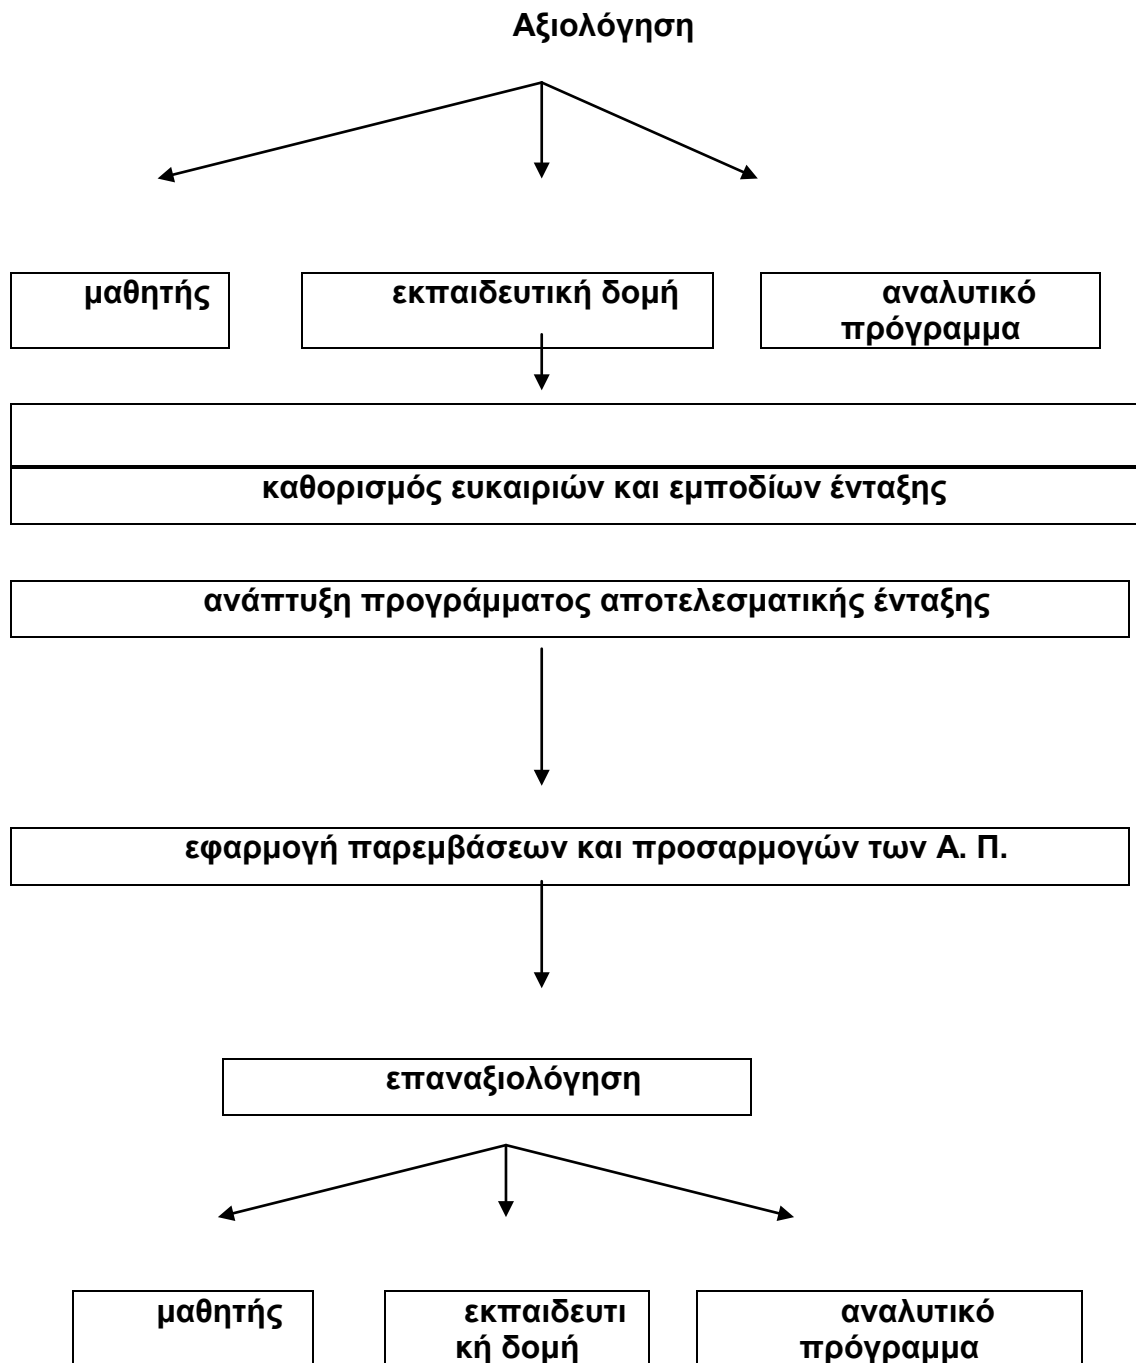 Αξιολόγηση
μαθητής
εκπαιδευτική δομή
αναλυτικό
πρόγραμμα
καθορισμός ευκαιριών και εμποδίων ένταξης
ανάπτυξη προγράμματος αποτελεσματικής ένταξης
εφαρμογή παρεμβάσεων και προσαρμογών των Α. Π.
επαναξιολόγηση
μαθητής
εκπαιδευτι
κή δομή
αναλυτικό
πρόγραμμα